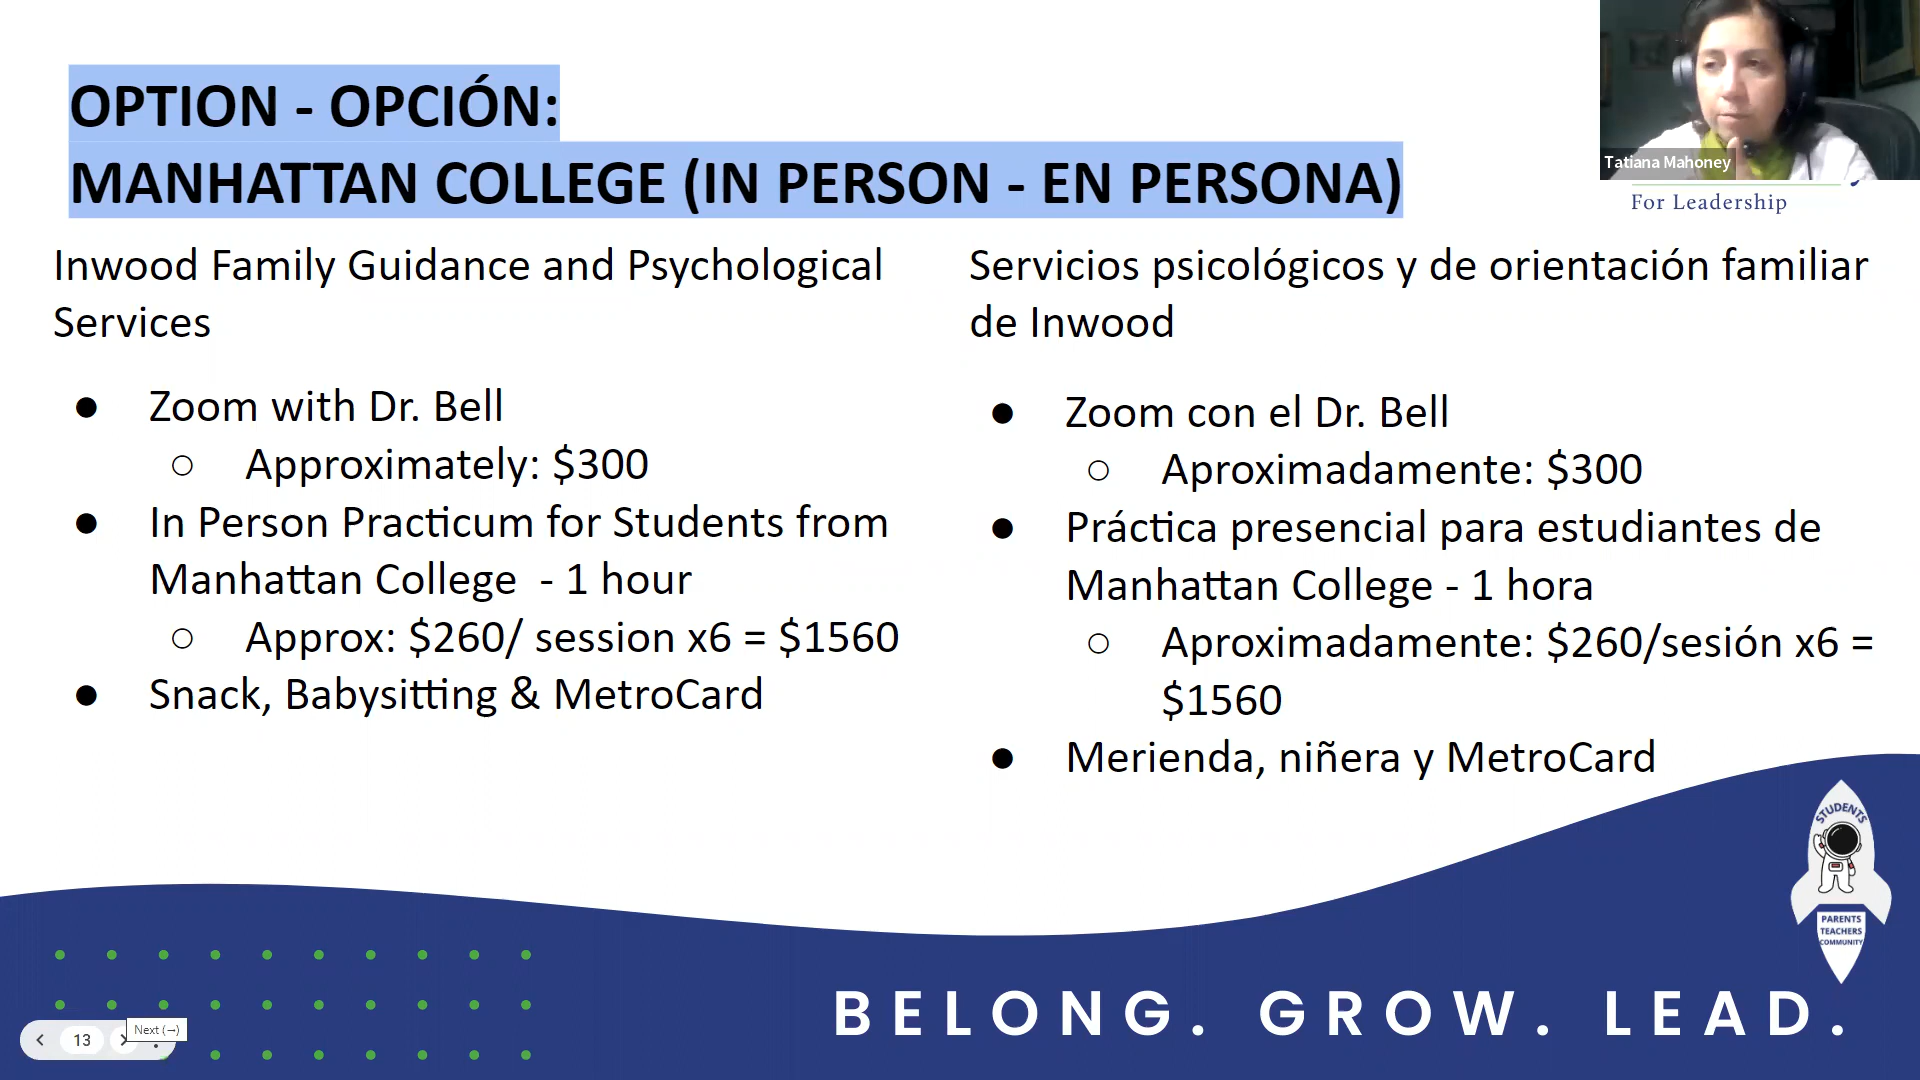 OPTION - OPCIÓN:
MANHATTAN COLLEGE (IN PERSON - EN PERSONA)
Tatiana Mahoney
For Leadership
Inwood Family Guidance and Psychological
Services
● Zoom with Dr. Bell
○ Approximately: $300
● In Person Practicum for Students from
Manhattan College - 1 hour
○ Approx: $260/ session x6 = $1560
● Snack, Babysitting & MetroCard
Servicios psicológicos y de orientación familiar
de Inwood
● Zoom con el Dr. Bell
○ Aproximadamente: $300
● Práctica presencial para estudiantes de
Manhattan College - 1 hora
○ Aproximadamente: $260/sesión x6 =
$1560
● Merienda, niñera y MetroCard
STUDENTS
PARENTS
TEACHERS
COMMUNITY
BELONG. GROW. LEAD.
13
Next (→)